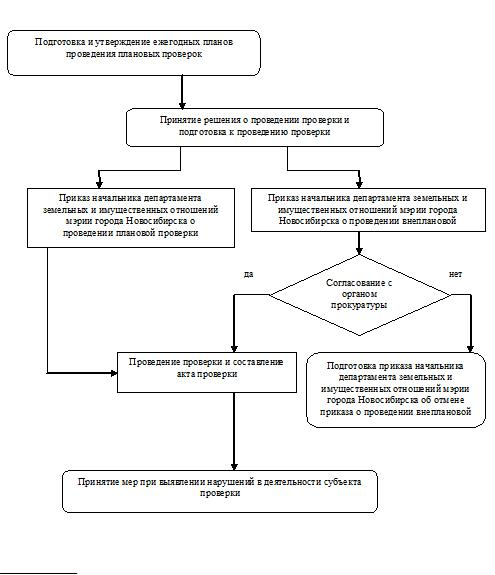 Подготовка и утверждение ежегодных планов
проведения плановых проверок
Принятие решения о проведении проверки и
подготовка к проведению проверки
Приказ начальника департамента
земельных и имущественных отношений
мэрии города Новосибирска о
проведении плановой проверки
Приказ начальника департамента земельных и
имущественных отношений мэрии города
Новосибирска о проведении внеплановой
да
Согласование с
органом
прокуратуры
нет
Проведение проверки и составление
акта проверки
Подготовка приказа начальника
департамента земельных и
имущественных отношений мэрии
города Новосибирск об отмене
приказа о проведении внеплановой
Принятие мер при выявлении нарушений в деятельности субъекта
проверки